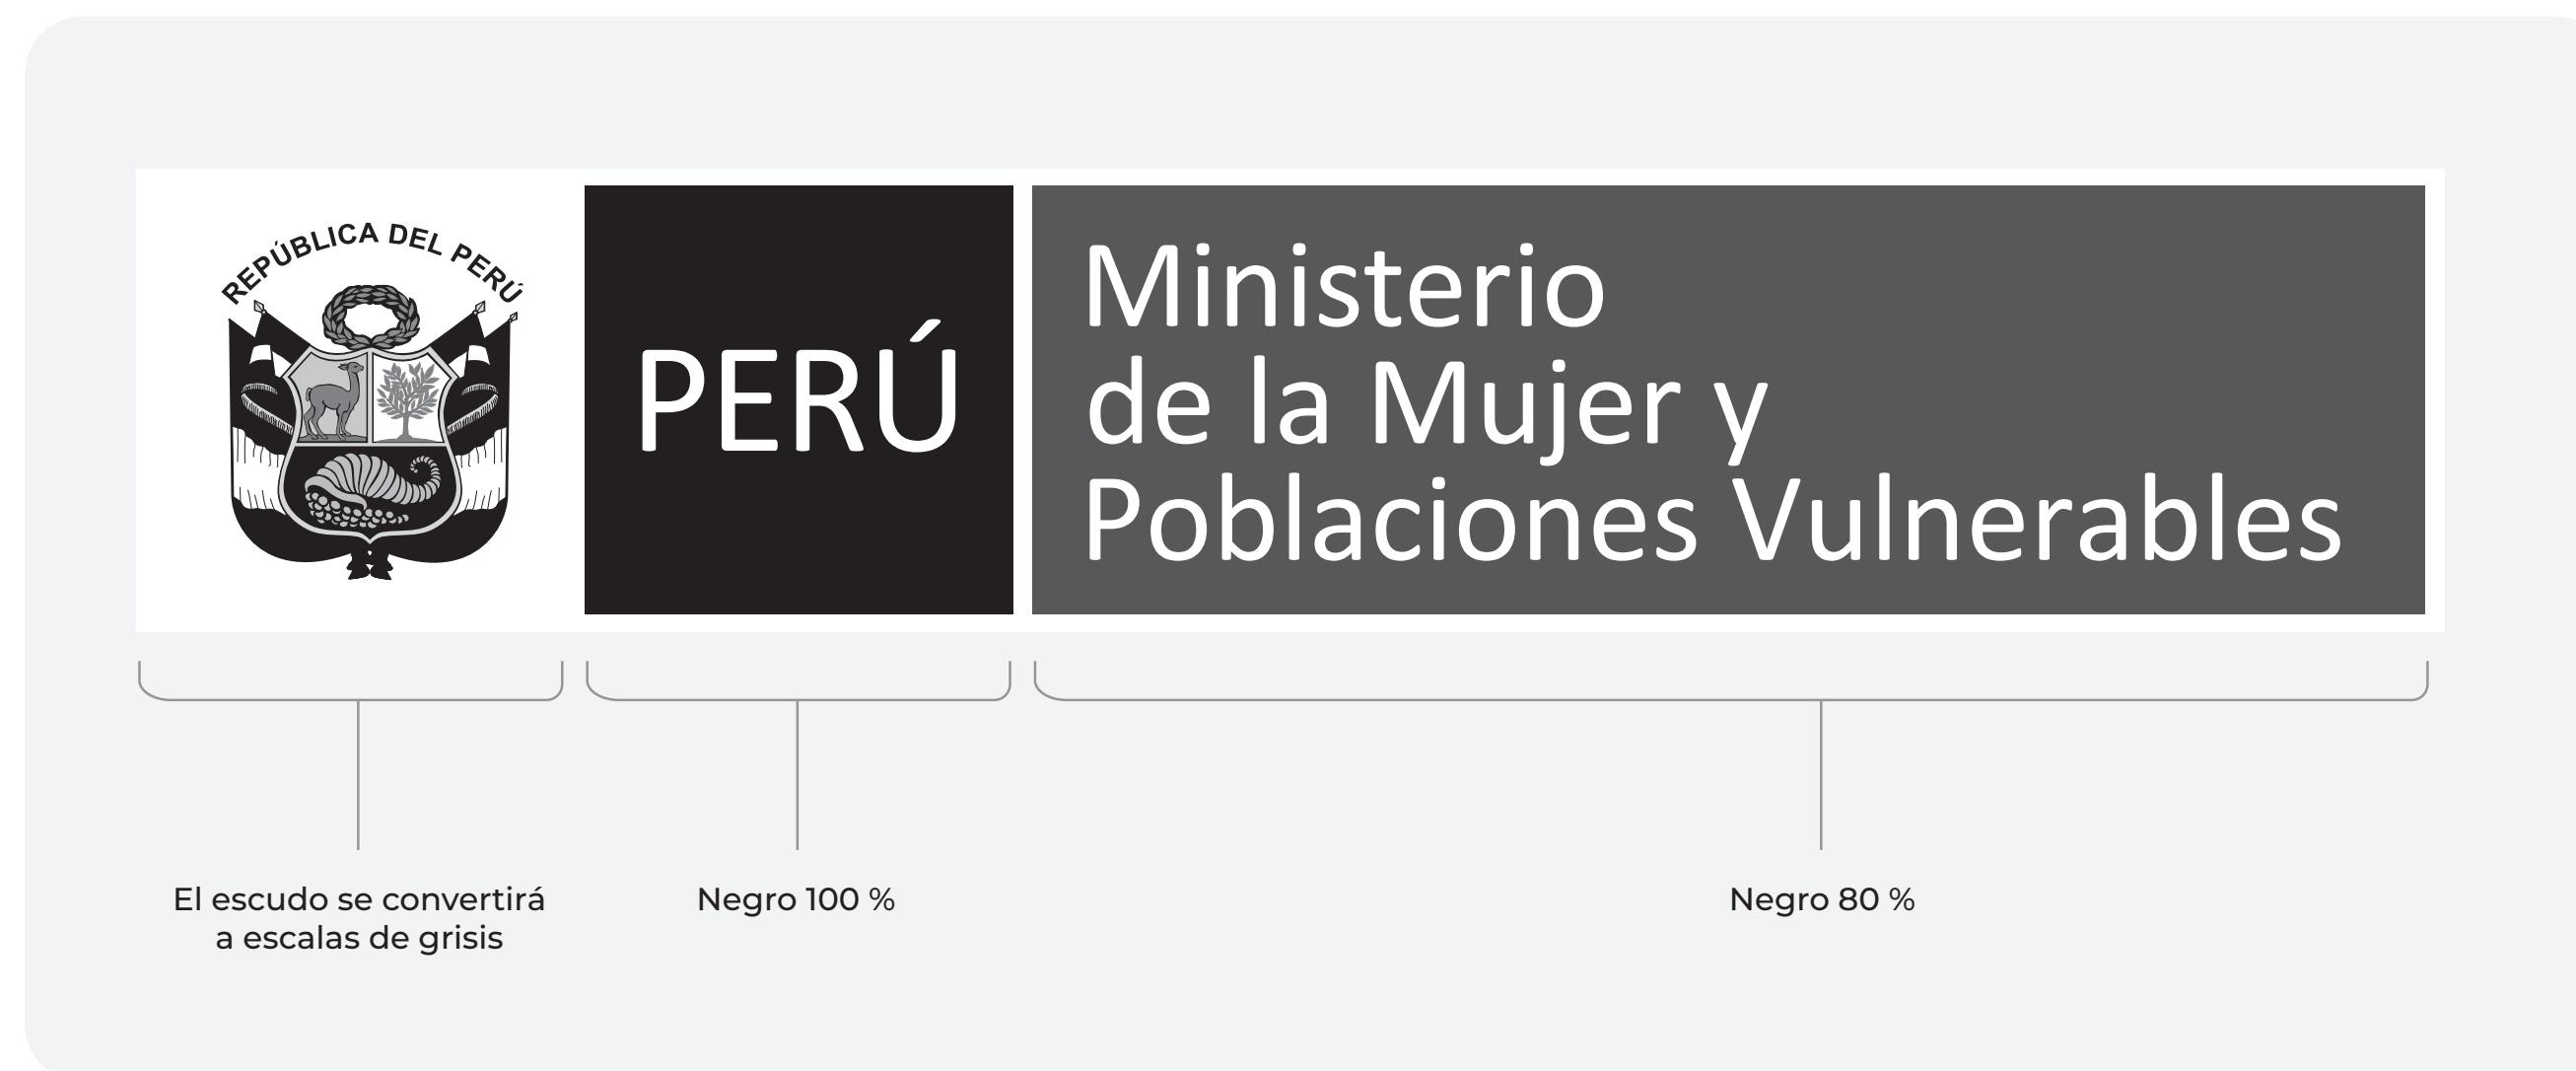 REPÚBLICA DEL PERÚ
PERÚ
Ministerio
de la Mujer y
Poblaciones Vulnerables
El escudo se convertirá
a escalas de grisis
Negro 100 %
Negro 80 %